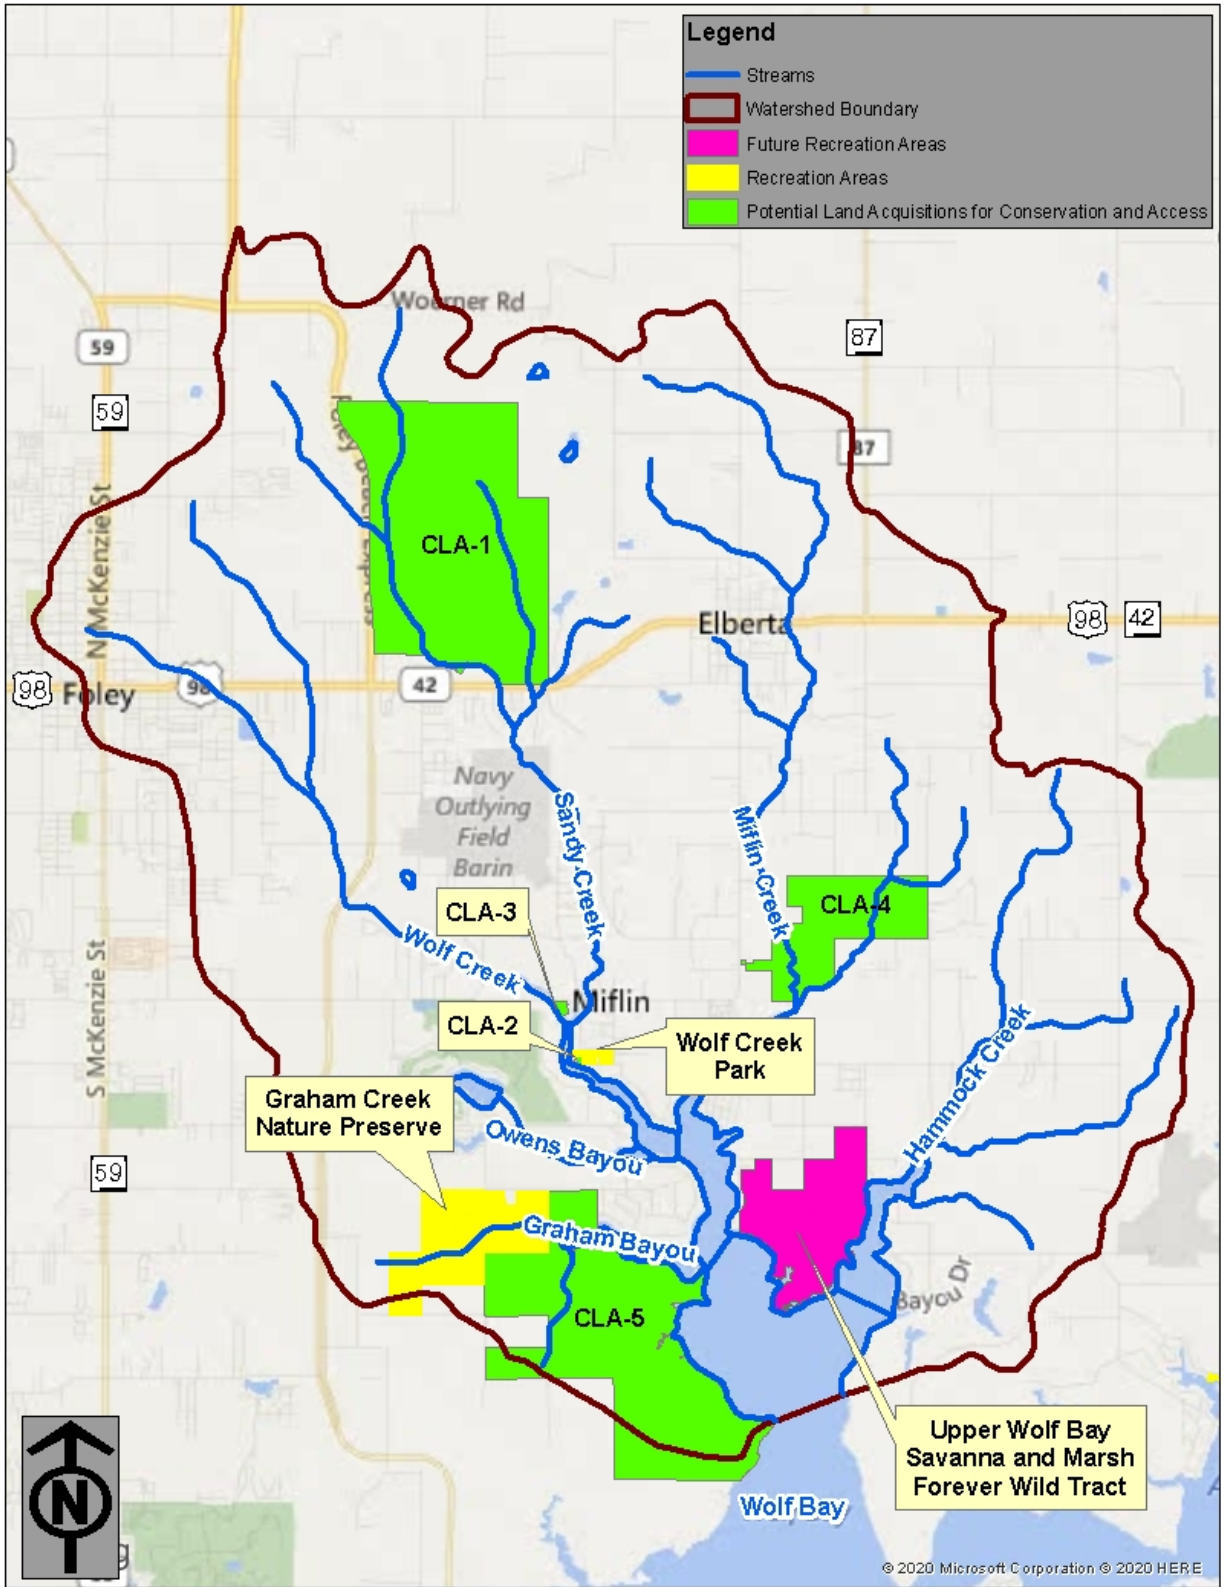 Legend
Streams
Watershed Boundary
Future Recreation Areas
Recreation Areas
Potential Land Acquisitions for Conservation and Access
Woerner Rd
59
87
59
87
N McKenzie St
CLA-1
98
42
Elberta
98
Foley
98
42
Navy
Outlying
Field
Barin
Sandy Creek
Miflin Creek
CLA-3
CLA-4
Wolf Creek
S McKenzie St
Miflin
CLA-2
Wolf Creek
Park
Hammock Creek
Graham Creek
Nature Preserve
Owens Bayou
59
Graham Bayou
Bayou Dr
CLA-5
Upper Wolf Bay
Savanna and Marsh
Forever Wild Tract
N
Wolf Bay
© 2020 Microsoft Corporation © 2020 HERE